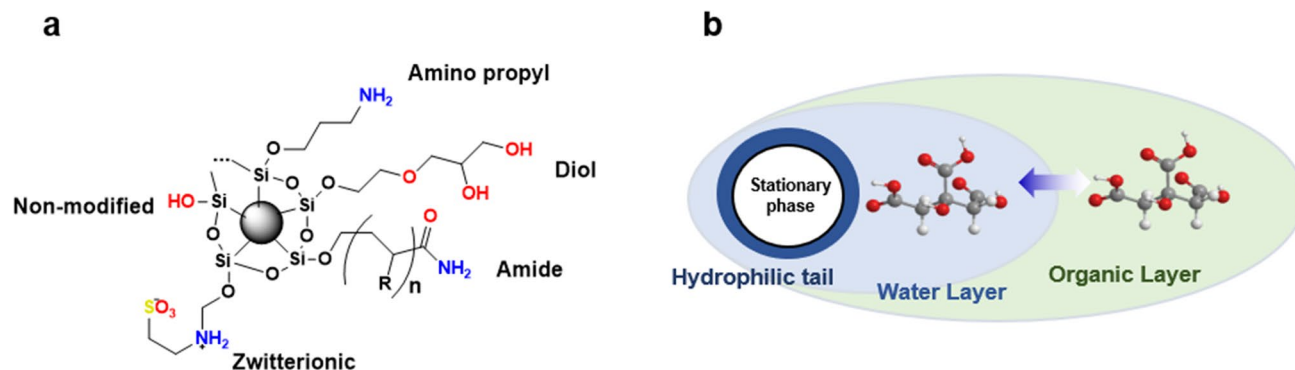 a
b
Amino propyl
NH₂
O
Si
O
Si
O
O
OH
OH
Diol
Non-modified
HO
Si
O
O
Si
O
Si
O
O
NH₂
R
n
Amide
O
SO₃
-
NH₂
+
Zwitterionic
Stationary
phase
Hydrophilic tail
Water Layer
Organic Layer